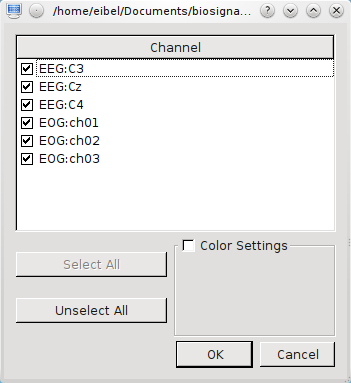 /home/eibel/Documents/biosigna...
Channel
EEG:C3
EEG:Cz
EEG:C4
EOG:ch01
EOG:ch02
EOG:ch03
Select All
Color Settings
Unselect All
OK
Cancel